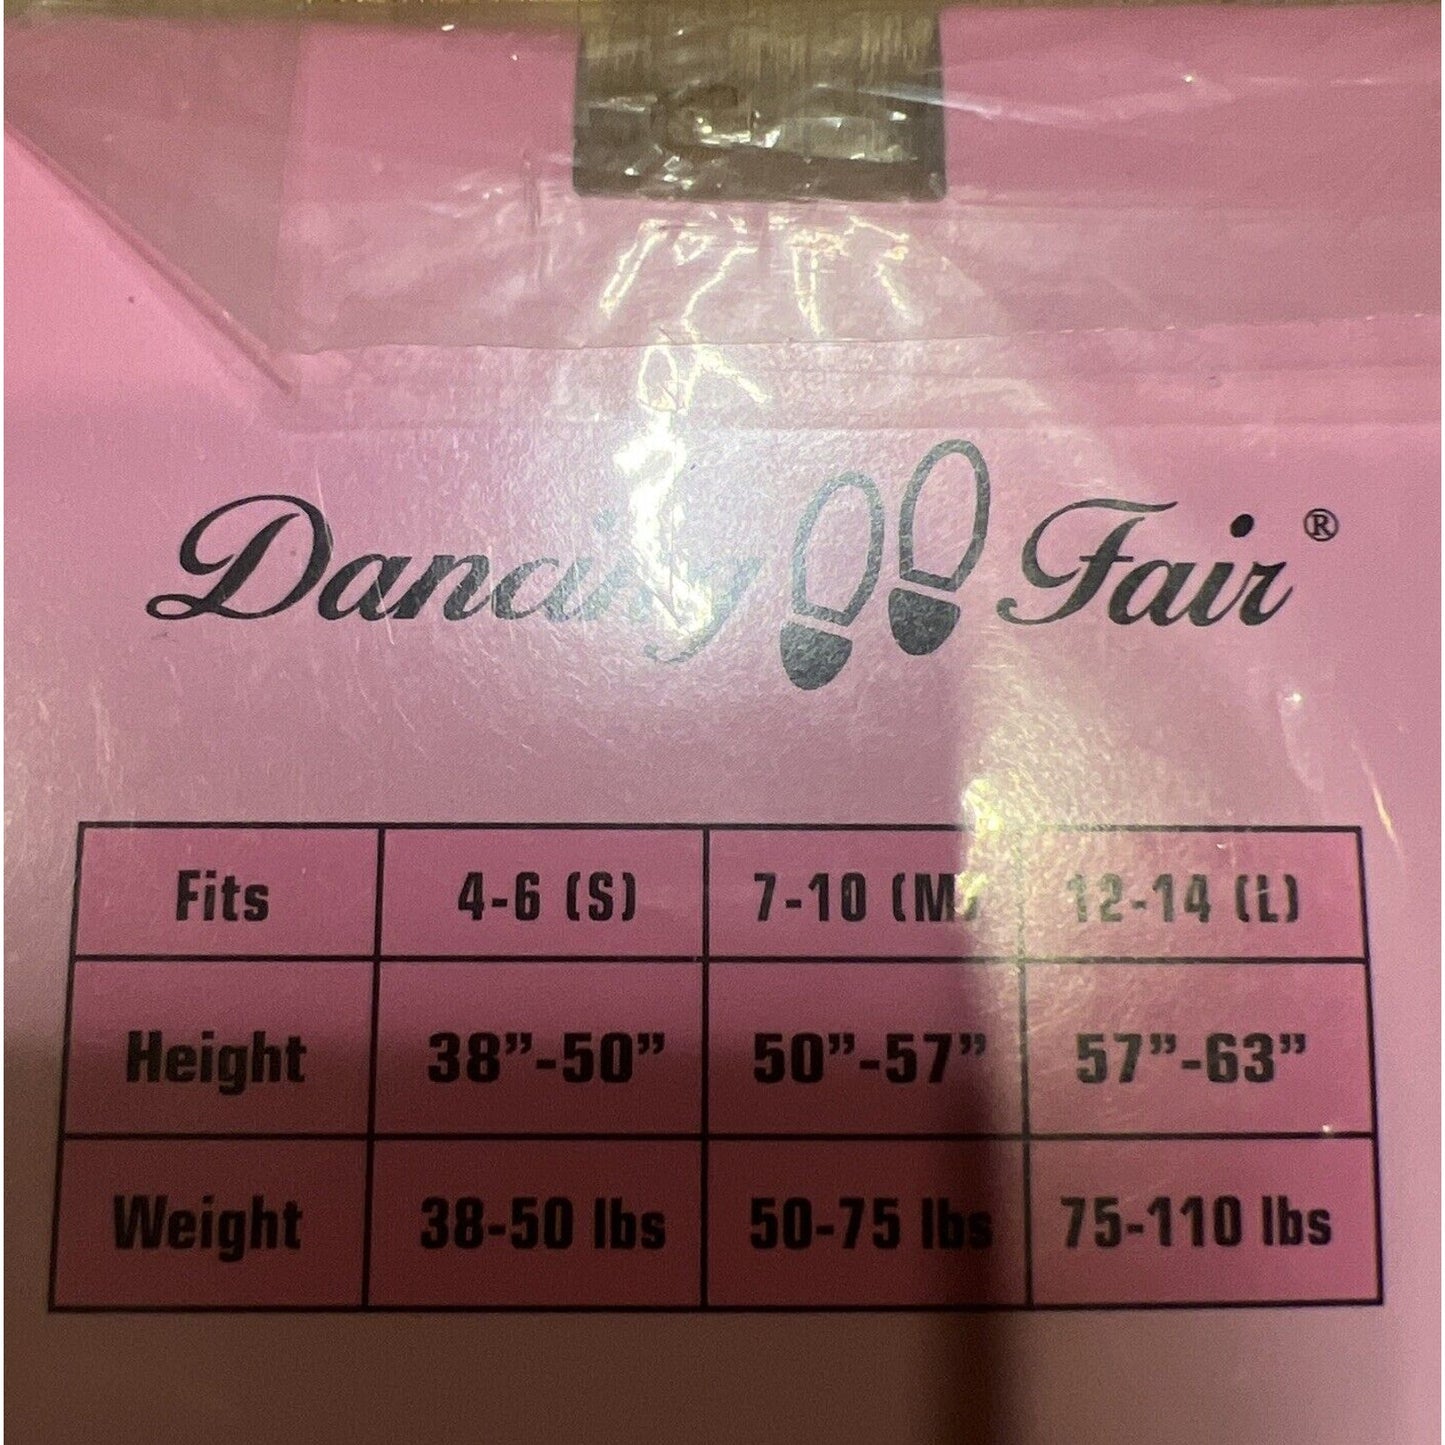 Dancing Fair®
Fits 4-6 (S) 7-10 (M) 12-14 (L)
Height 38”-50” 50”-57” 57”-63”
Weight 38-50 lbs 50-75 lbs 75-110 lbs